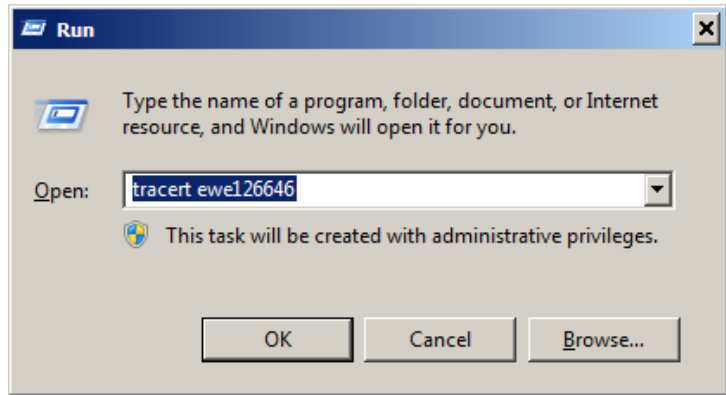 Run
Type the name of a program, folder, document, or Internet
resource, and Windows will open it for you.
Open: tracert ewe126646
This task will be created with administrative privileges.
OK Cancel Browse...